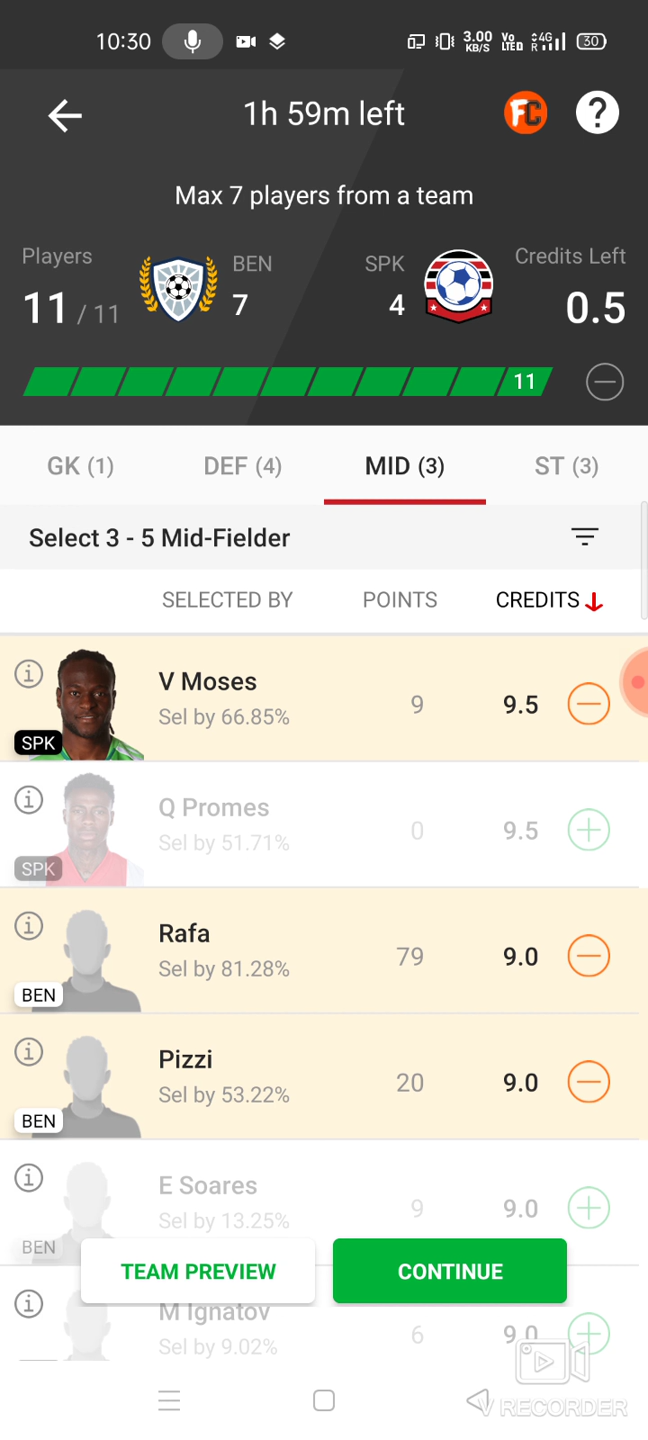 10:30 3.00 KB/S Vo LTED 4G R 30
1h 59m left FC ?
Max 7 players from a team
Players BEN SPK Credits Left
11 / 11 7 4 0.5
11
GK (1) DEF (4) MID (3) ST (3)
Select 3 - 5 Mid-Fielder
SELECTED BY POINTS CREDITS
V Moses
Sel by 66.85% 9 9.5
SPK
Q Promes
Sel by 51.71% 0 9.5
SPK
Rafa
Sel by 81.28% 79 9.0
BEN
Pizzi
Sel by 53.22% 20 9.0
BEN
E Soares
Sel by 13.25% 9 9.0
BEN
TEAM PREVIEW CONTINUE
M Ignatov
Sel by 9.02% 6 9.0
V RECORDER